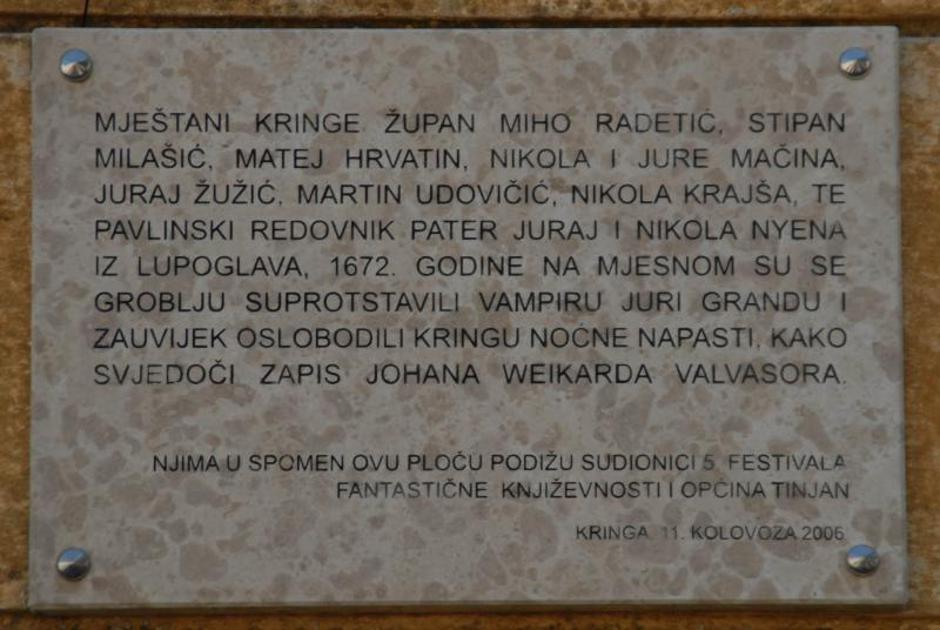 MJEŠTANI KRINGE ŽUPAN MIHO RADETIĆ, STIPAN
MILAŠIĆ, MATEJ HRVATIN, NIKOLA I JURE MAČINA,
JURAJ ŽUŽIĆ, MARTIN UDOVIČIĆ, NIKOLA KRAJŠA, TE
PAVLINSKI REDOVNIK PATER JURAJ I NIKOLA NYENA
IZ LUPOGLAVA, 1672. GODINE NA MJESNOM SU SE
GROBLJU SUPROTSTAVILI VAMPIRU JURI GRANDU I
ZAUVIJEK OSLOBODILI KRINGU NOĆNE NAPASTI, KAKO
SVJEDOČI ZAPIS JOHANA WEIKARDA VALVASORA.
NJIMA U SPOMEN OVU PLOČU PODIŽU SUDIONICI 5. FESTIVALA
FANTASTIČNE KNJIŽEVNOSTI I OPĆINA TINJAN
KRINGA, 11. KOLOVOZA 2006.